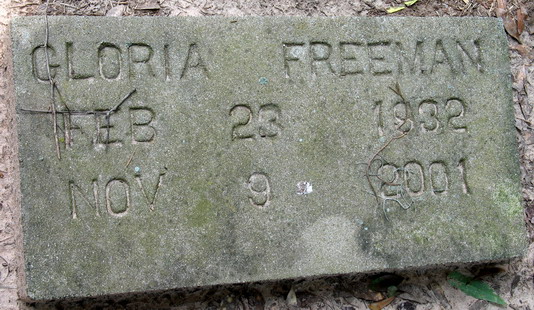 GLORIA FREEMAN
FEB 23 1932
NOV 9 2001